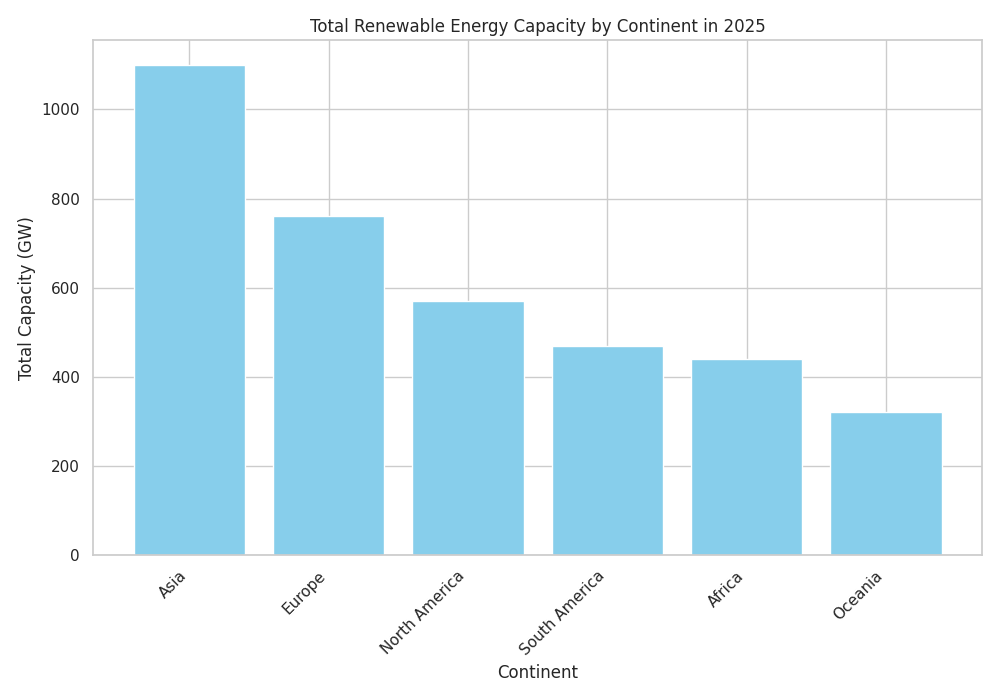 Total Renewable Energy Capacity by Continent in 2025
Total Capacity (GW)
1000
800
600
400
200
0
Asia
Europe
North America
South America
Africa
Oceania
Continent